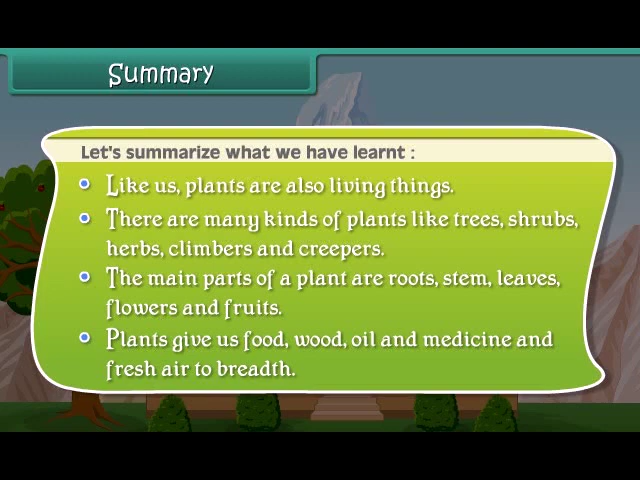 Summary
Let's summarize what we have learnt :
Like us, plants are also living things.
There are many kinds of plants like trees, shrubs,
herbs, climbers and creepers.
The main parts of a plant are roots, stem, leaves,
flowers and fruits.
Plants give us food, wood, oil and medicine and
fresh air to breadth.